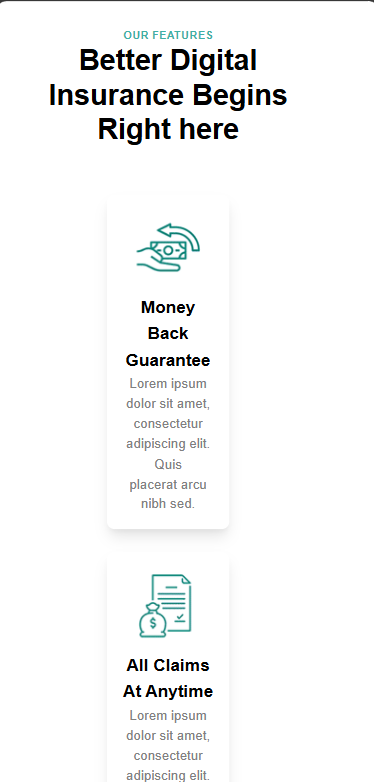 OUR FEATURES
Better Digital
Insurance Begins
Right here
Money
Back
Guarantee
Lorem ipsum
dolor sit amet,
consectetur
adipiscing elit.
Quis
placerat arcu
nibh sed.
$
All Claims
At Anytime
Lorem ipsum
dolor sit amet,
consectetur
adipiscing elit.